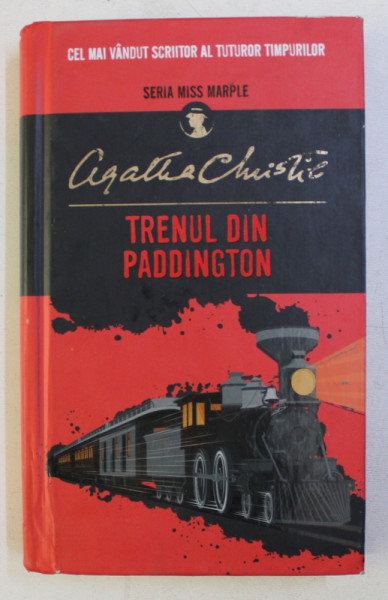 CEL MAI VÂNDUT SCRIITOR AL TUTUROR TIMPURILOR
SERIA MISS MARPLE
Agatha Christie
TRENUL DIN
PADDINGTON